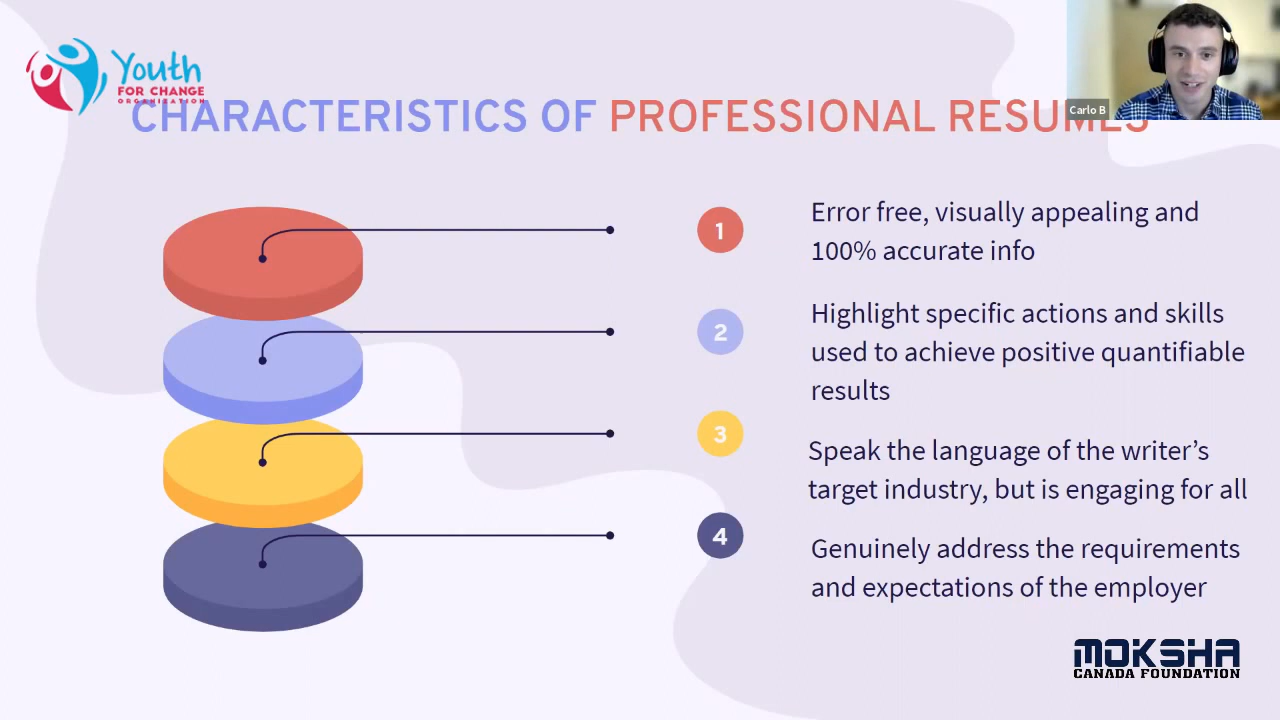 Youth
FOR CHANGE
ORGANIZATION
CHARACTERISTICS OF PROFESSIONAL RESUMES
Carlo B
1
Error free, visually appealing and
100% accurate info
2
Highlight specific actions and skills
used to achieve positive quantifiable
results
3
Speak the language of the writer’s
target industry, but is engaging for all
4
Genuinely address the requirements
and expectations of the employer
MOKSHA
CANADA FOUNDATION